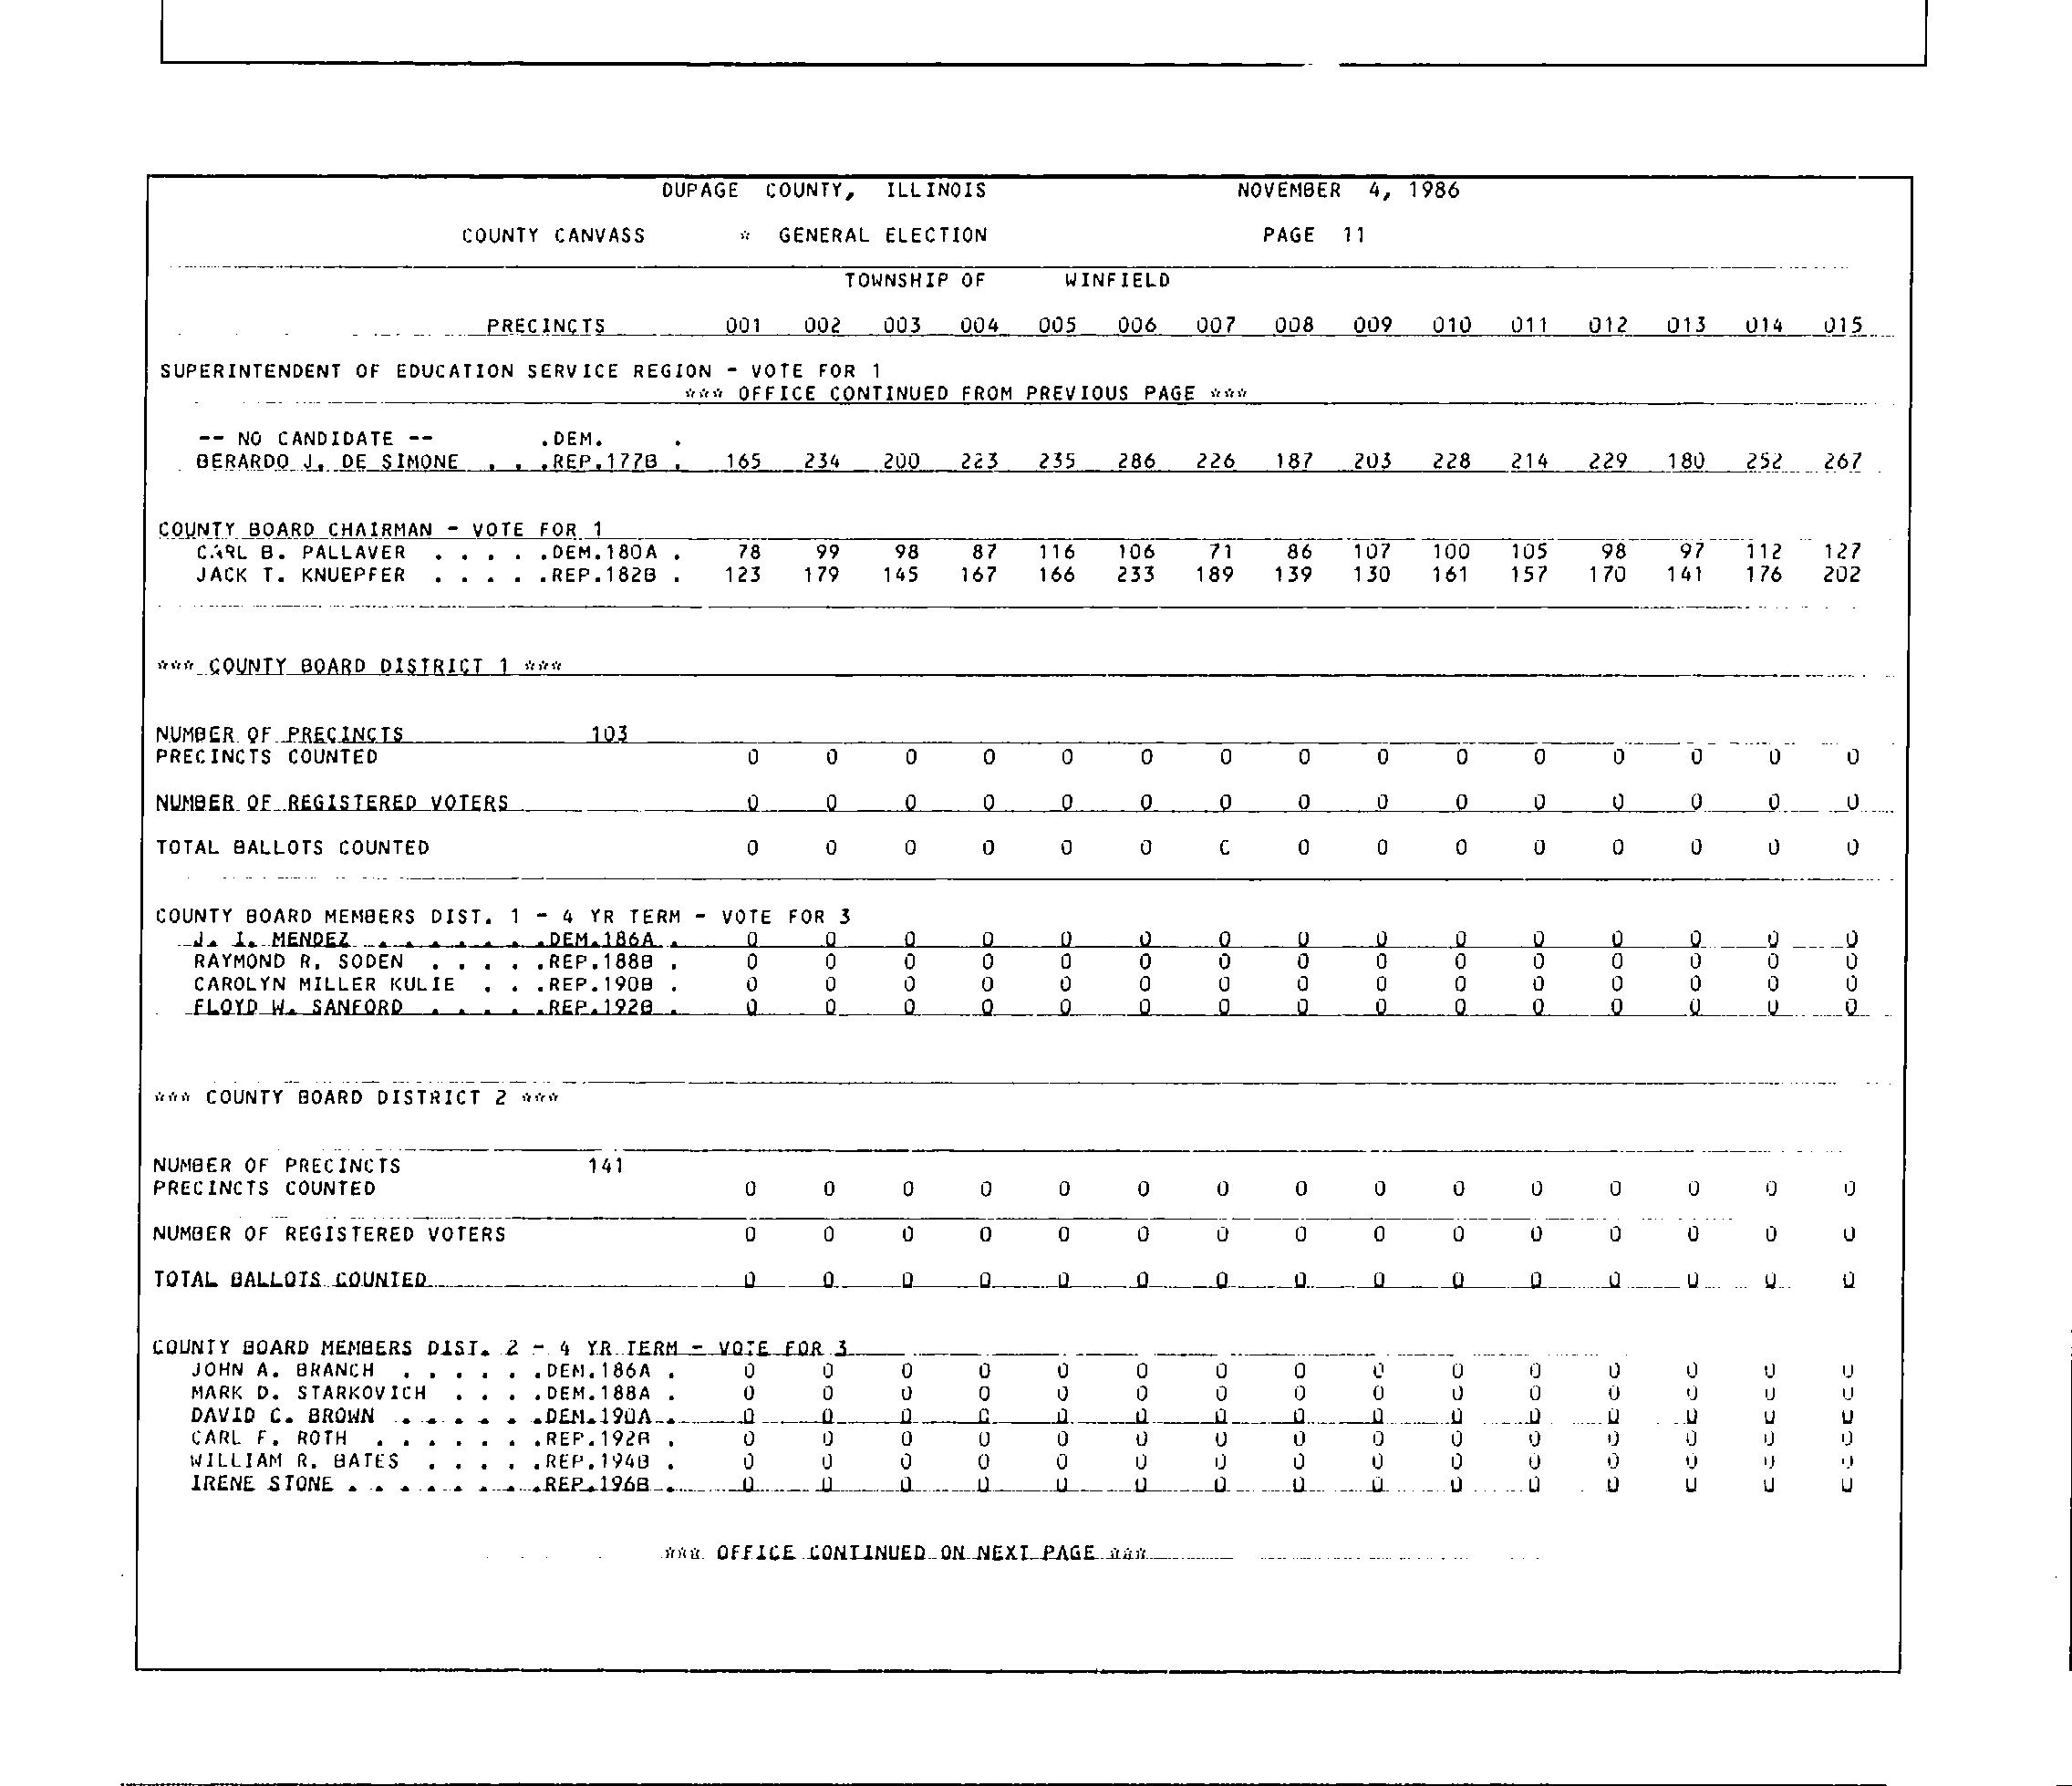 DUPAGE COUNTY, ILLINOIS NOVEMBER 4, 1986
COUNTY CANVASS * GENERAL ELECTION PAGE 11
TOWNSHIP OF WINFIELD
PRECINCTS 001 002 003 004 005 006 007 008 009 010 011 012 013 014 015
SUPERINTENDENT OF EDUCATION SERVICE REGION - VOTE FOR 1
*** OFFICE CONTINUED FROM PREVIOUS PAGE ***
-- NO CANDIDATE -- .DEM. .
BERARDO J. DE SIMONE . . .REP.177B . 165 234 200 223 235 286 226 187 203 228 214 229 180 252 267
COUNTY BOARD CHAIRMAN - VOTE FOR 1
CARL B. PALLAVER . . . . .DEM.180A . 78 99 98 87 116 106 71 86 107 100 105 98 97 112 127
JACK T. KNUEPFER . . . . .REP.182B . 123 179 145 167 166 233 189 139 130 161 157 170 141 176 202
*** COUNTY BOARD DISTRICT 1 ***
NUMBER OF PRECINCTS 103
PRECINCTS COUNTED 0 0 0 0 0 0 0 0 0 0 0 0 0 0 0
NUMBER OF REGISTERED VOTERS 0 0 0 0 0 0 0 0 0 0 0 0 0 0 0
TOTAL BALLOTS COUNTED 0 0 0 0 0 0 0 0 0 0 0 0 0 0 0
COUNTY BOARD MEMBERS DIST. 1 - 4 YR TERM - VOTE FOR 3
J. I. MENDEZ . . . . . . .DEM.186A . 0 0 0 0 0 0 0 0 0 0 0 0 0 0 0
RAYMOND R. SODEN . . . . .REP.188B . 0 0 0 0 0 0 0 0 0 0 0 0 0 0 0
CAROLYN MILLER KULIE . . .REP.190B . 0 0 0 0 0 0 0 0 0 0 0 0 0 0 0
FLOYD W. SANFORD . . . . .REP.192B . 0 0 0 0 0 0 0 0 0 0 0 0 0 0 0
*** COUNTY BOARD DISTRICT 2 ***
NUMBER OF PRECINCTS 141
PRECINCTS COUNTED 0 0 0 0 0 0 0 0 0 0 0 0 0 0 0
NUMBER OF REGISTERED VOTERS 0 0 0 0 0 0 0 0 0 0 0 0 0 0 0
TOTAL BALLOTS COUNTED 0 0 0 0 0 0 0 0 0 0 0 0 0 0 0
COUNTY BOARD MEMBERS DIST. 2 - 4 YR TERM - VOTE FOR 3
JOHN A. BRANCH . . . . . .DEM.186A . 0 0 0 0 0 0 0 0 0 0 0 0 0 0 0
MARK D. STARKOVICH . . . .DEM.188A . 0 0 0 0 0 0 0 0 0 0 0 0 0 0 0
DAVID C. BROWN . . . . . .DEM.190A . 0 0 0 0 0 0 0 0 0 0 0 0 0 0 0
CARL F. ROTH . . . . . . .REP.192B . 0 0 0 0 0 0 0 0 0 0 0 0 0 0 0
WILLIAM R. BATES . . . . .REP.194B . 0 0 0 0 0 0 0 0 0 0 0 0 0 0 0
IRENE STONE . . . . . . . .REP.196B . 0 0 0 0 0 0 0 0 0 0 0 0 0 0 0
*** OFFICE CONTINUED ON NEXT PAGE ***